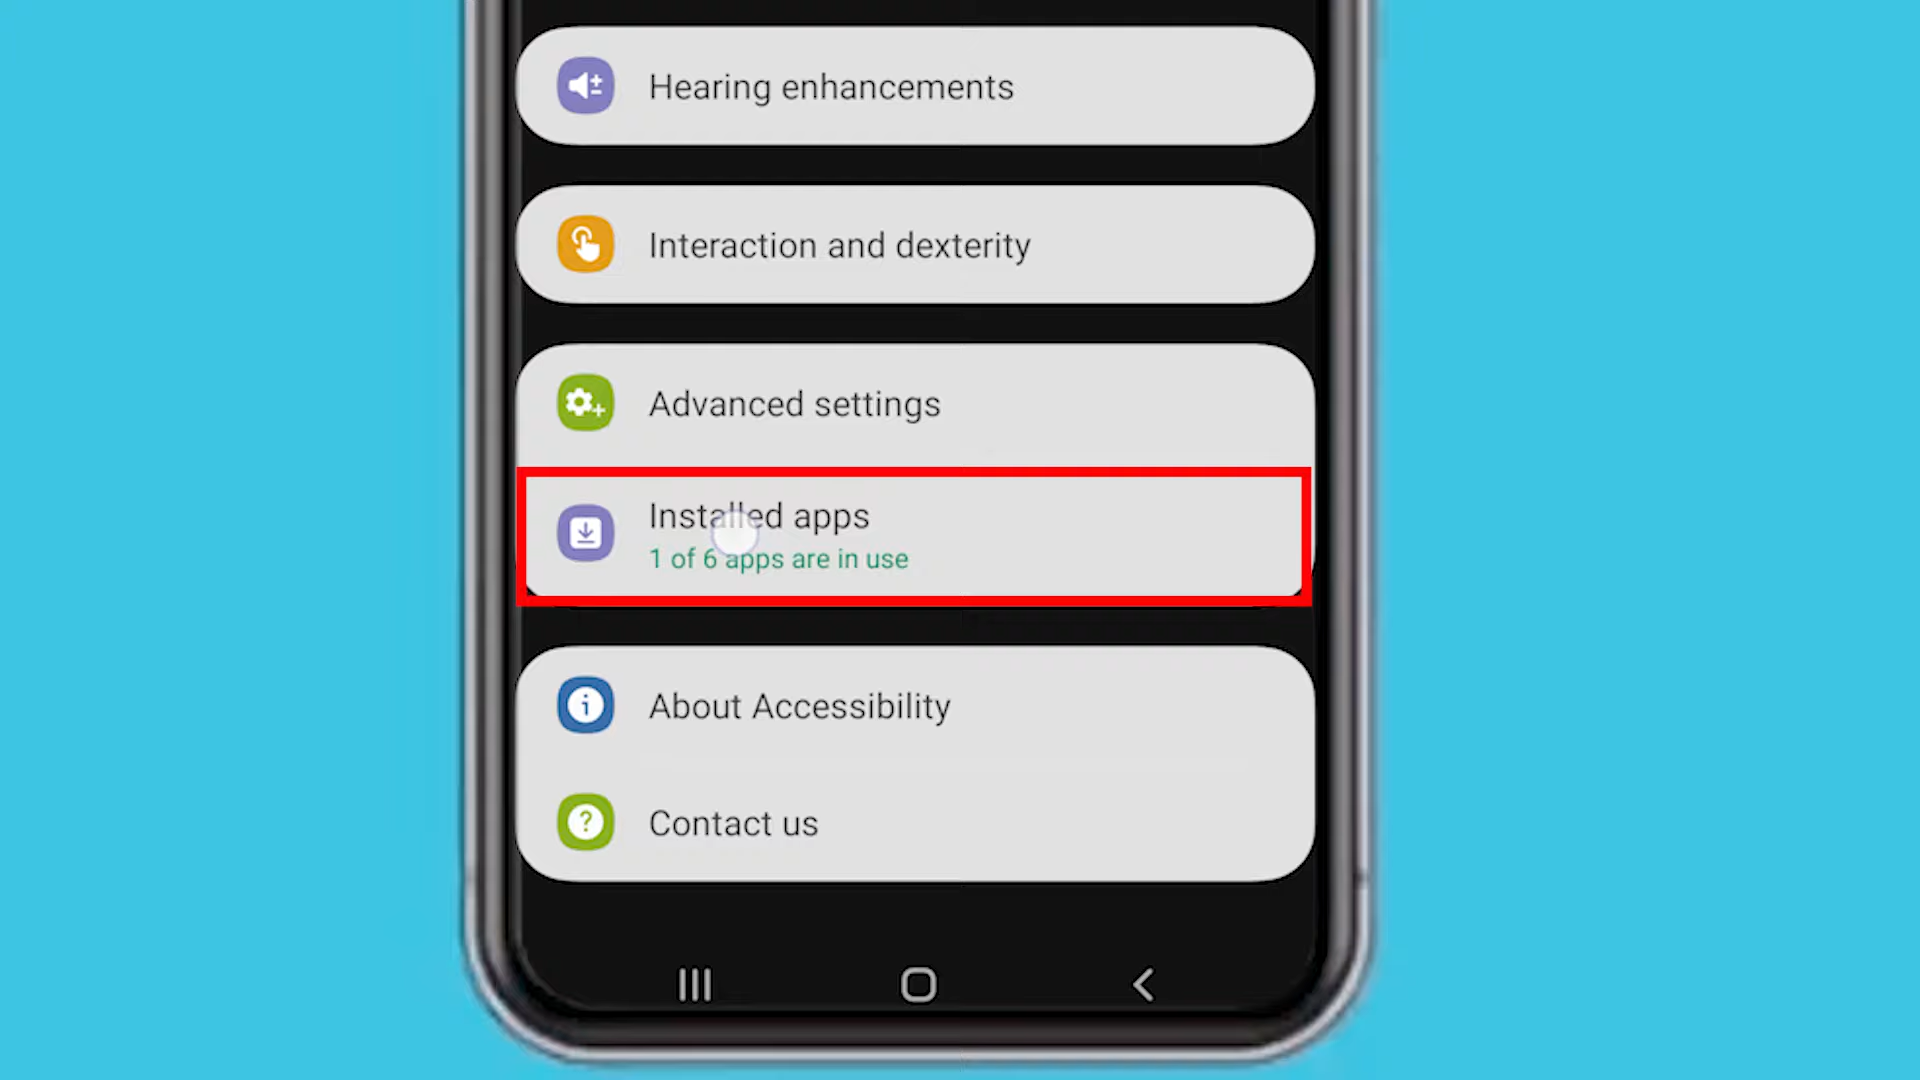 Hearing enhancements
Interaction and dexterity
Advanced settings
Installed apps
1 of 6 apps are in use
About Accessibility
Contact us